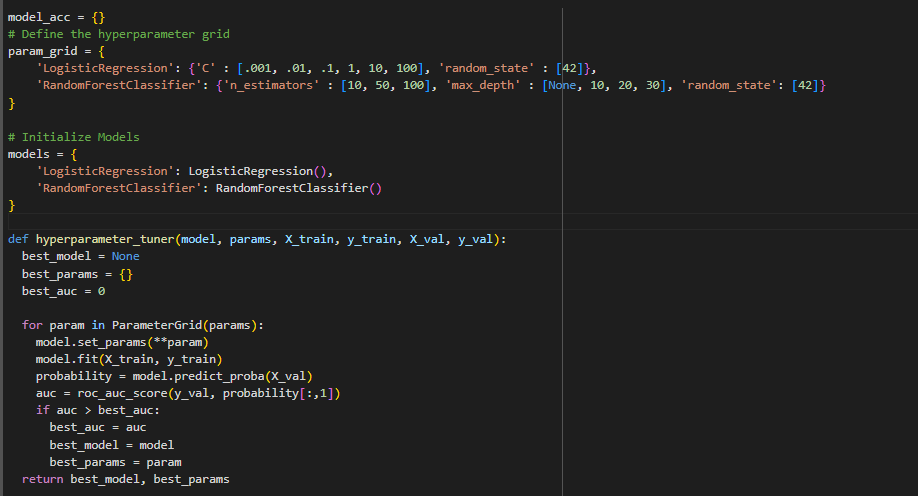 model_acc = {}
# Define the hyperparameter grid
param_grid = {
    'LogisticRegression': {'C' : [.001, .01, .1, 1, 10, 100], 'random_state' : [42]},
    'RandomForestClassifier': {'n_estimators' : [10, 50, 100], 'max_depth' : [None, 10, 20, 30], 'random_state': [42]}
}

# Initialize Models
models = {
    'LogisticRegression': LogisticRegression(),
    'RandomForestClassifier': RandomForestClassifier()
}

def hyperparameter_tuner(model, params, X_train, y_train, X_val, y_val):
  best_model = None
  best_params = {}
  best_auc = 0

  for param in ParameterGrid(params):
    model.set_params(**param)
    model.fit(X_train, y_train)
    probability = model.predict_proba(X_val)
    auc = roc_auc_score(y_val, probability[:,1])
    if auc > best_auc:
      best_auc = auc
      best_model = model
      best_params = param
  return best_model, best_params